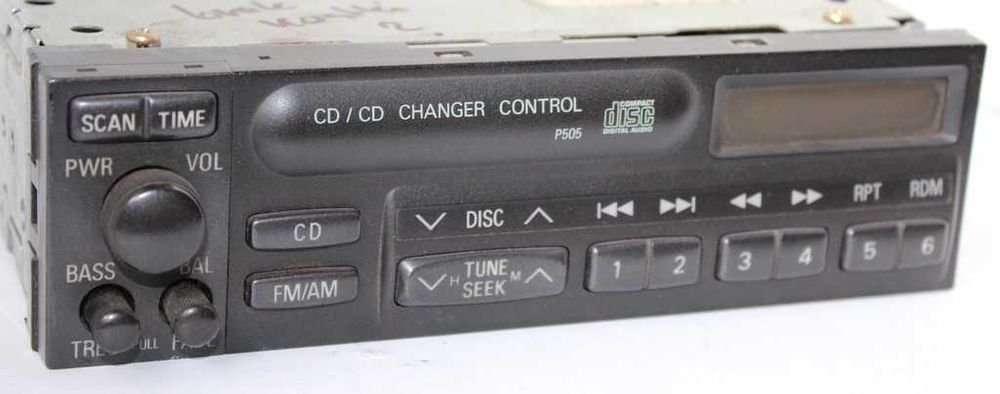 SCAN TIME
CD / CD CHANGER CONTROL
P505
COMPACT
disc
DIGITAL AUDIO
PWR VOL
DISC
RPT RDM
CD
TUNE
SEEK
H M
1 2 3 4 5 6
BASS BAL
FM/AM